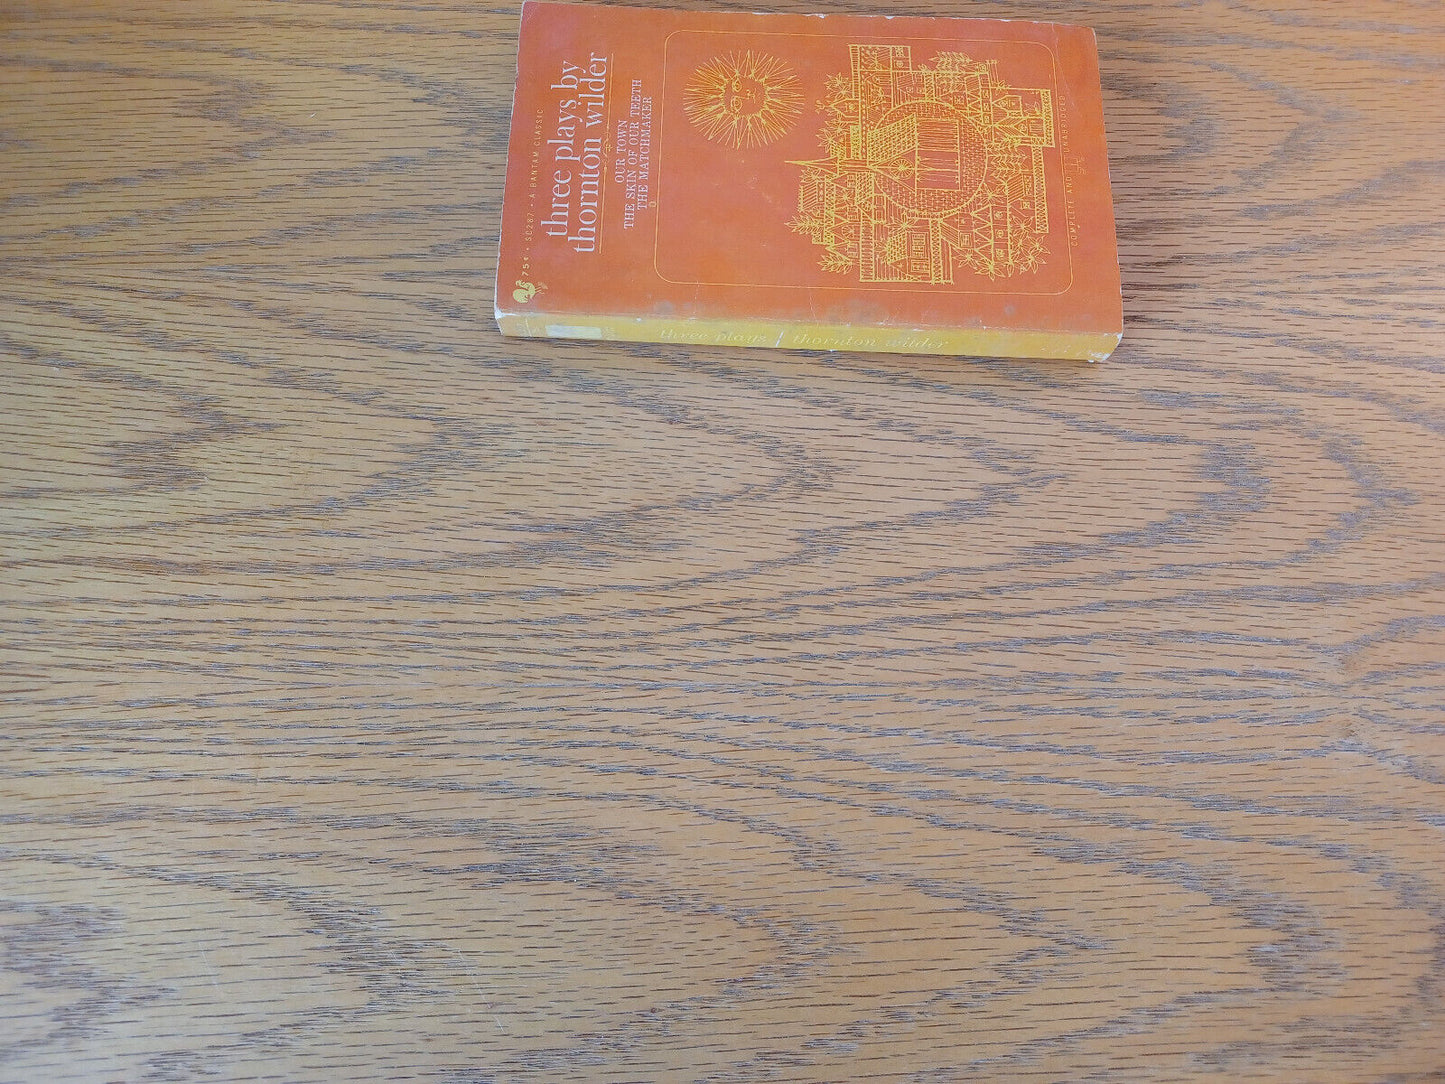 75¢ • SC287 • A BANTAM CLASSIC
three plays by
thornton wilder
OUR TOWN
THE SKIN OF OUR TEETH
THE MATCHMAKER
COMPLETE AND UNABRIDGED
three plays / thornton wilder